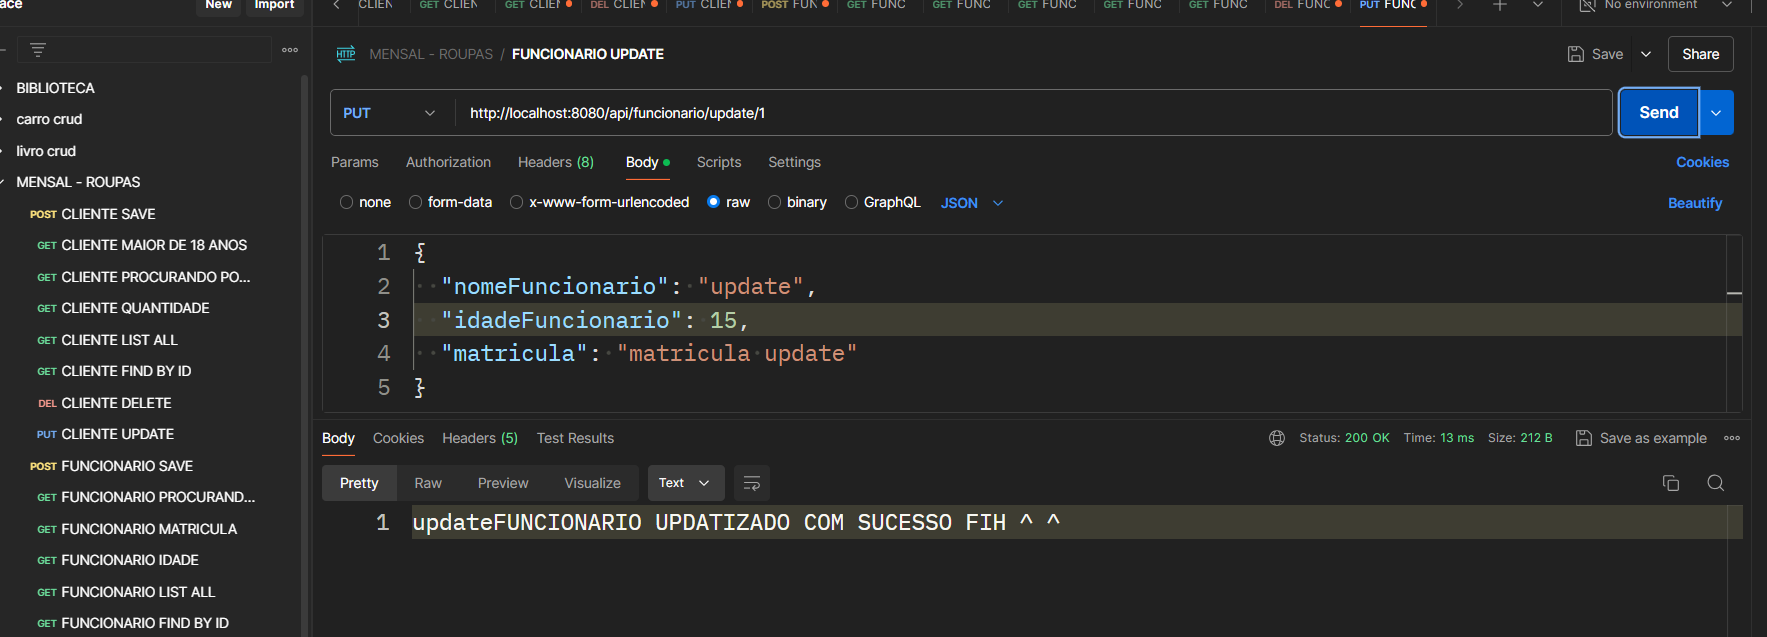 ace New Import
CLIEN GET CLIEN GET CLIEN DEL CLIEN PUT CLIEN POST FUN GET FUNC GET FUNC GET FUNC GET FUNC GET FUNC DEL FUNC PUT FUNC No environment
MENSAL - ROUPAS / FUNCIONARIO UPDATE Save Share
BIBLIOTECA
carro crud
livro crud
MENSAL - ROUPAS
POST CLIENTE SAVE
GET CLIENTE MAIOR DE 18 ANOS
GET CLIENTE PROCURANDO PO...
GET CLIENTE QUANTIDADE
GET CLIENTE LIST ALL
GET CLIENTE FIND BY ID
DEL CLIENTE DELETE
PUT CLIENTE UPDATE
POST FUNCIONARIO SAVE
GET FUNCIONARIO PROCURAND...
GET FUNCIONARIO MATRICULA
GET FUNCIONARIO IDADE
GET FUNCIONARIO LIST ALL
GET FUNCIONARIO FIND BY ID
PUT http://localhost:8080/api/funcionario/update/1 Send
Params Authorization Headers (8) Body Scripts Settings Cookies
none form-data x-www-form-urlencoded raw binary GraphQL JSON Beautify
1 {
2 "nomeFuncionario": "update",
3 "idadeFuncionario": 15,
4 "matricula": "matricula update"
5 }
Body Cookies Headers (5) Test Results Status: 200 OK Time: 13 ms Size: 212 B Save as example
Pretty Raw Preview Visualize Text
1 updateFUNCIONARIO UPDATIZADO COM SUCESSO FIH ^ ^